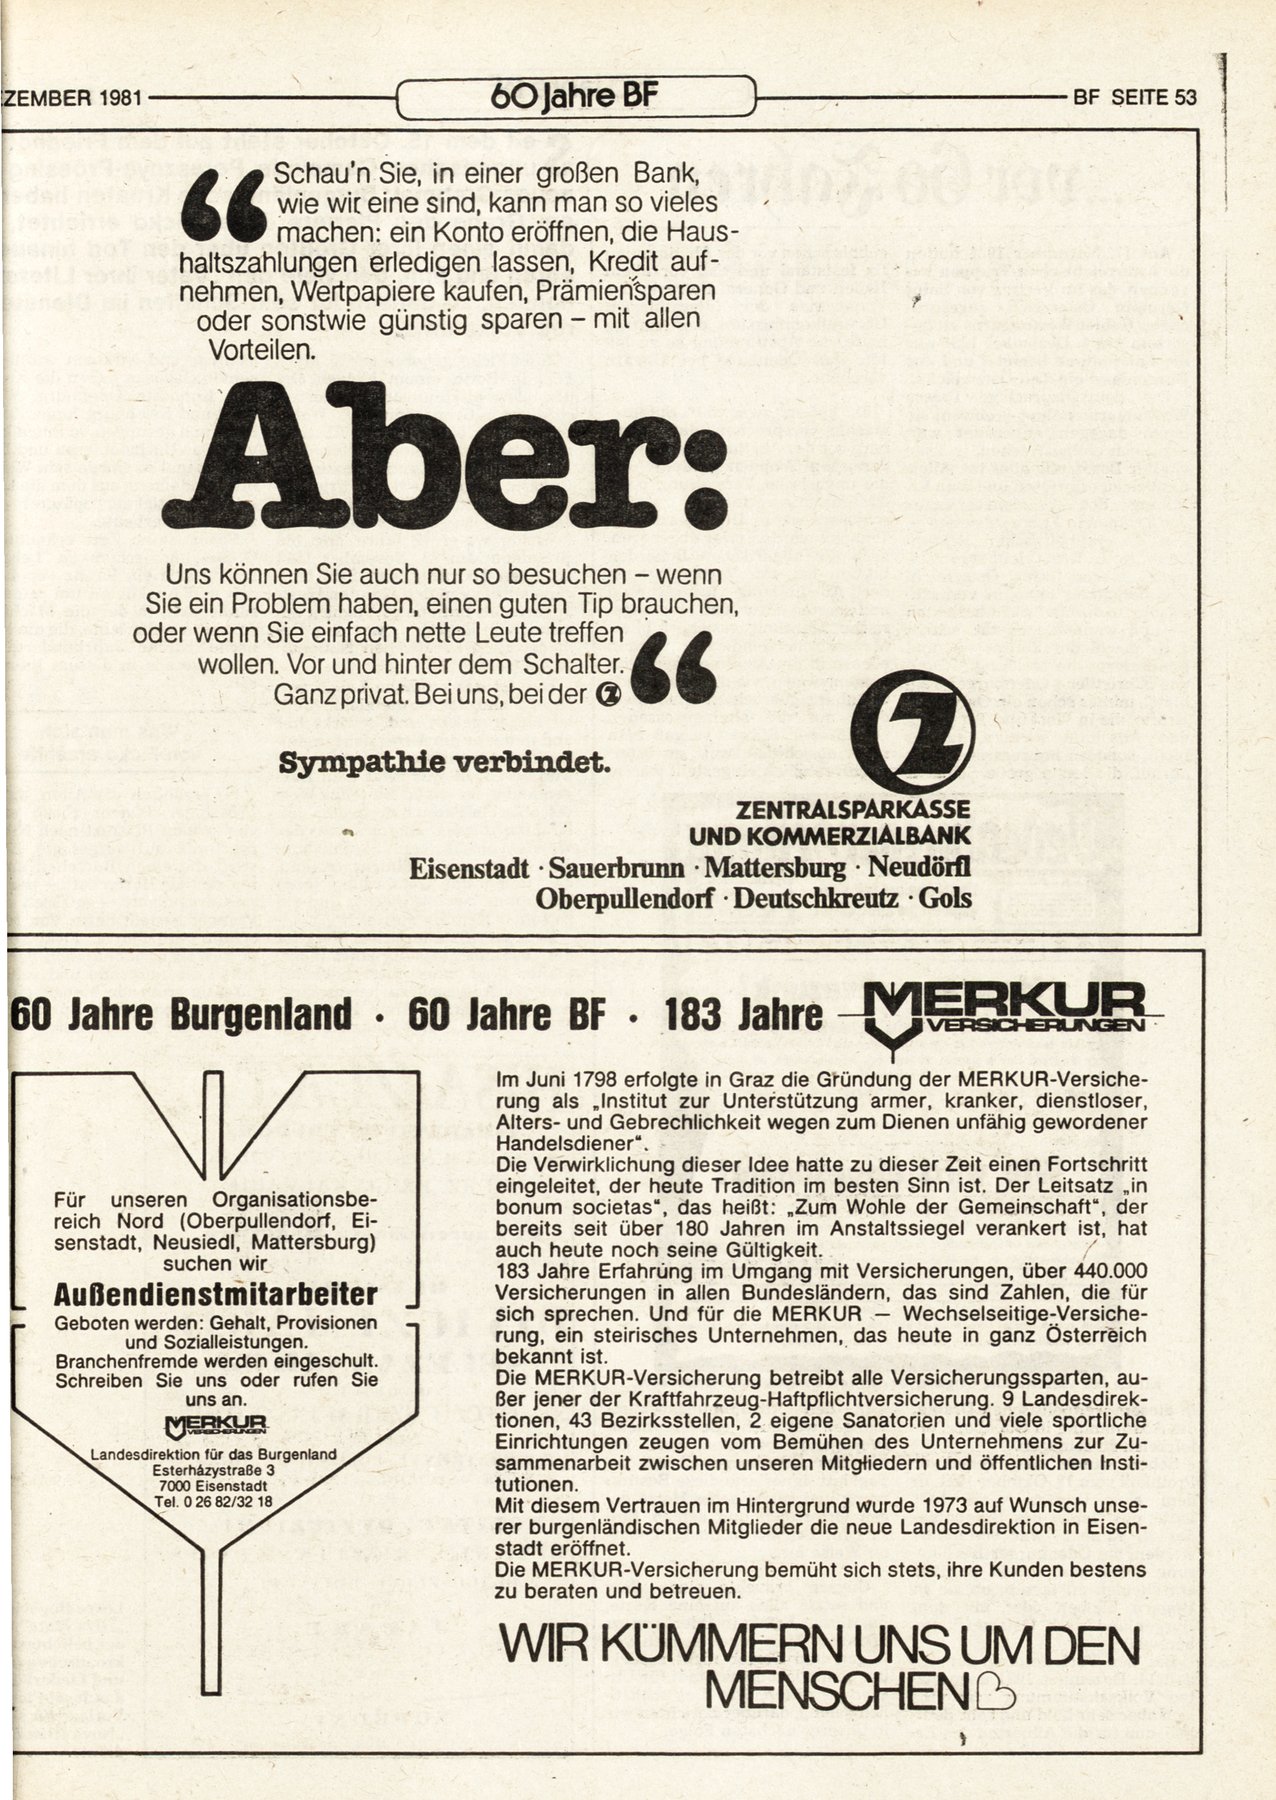 ZEMBER 1981
60 Jahre BF
BF SEITE 53
“Schau'n Sie, in einer großen Bank,
wie wir eine sind, kann man so vieles
machen: ein Konto eröffnen, die Haus-
haltszahlungen erledigen lassen, Kredit auf-
nehmen, Wertpapiere kaufen, Prämiensparen
oder sonstwie günstig sparen – mit allen
Vorteilen.
Aber:
Uns können Sie auch nur so besuchen – wenn
Sie ein Problem haben, einen guten Tip brauchen,
oder wenn Sie einfach nette Leute treffen
wollen. Vor und hinter dem Schalter.
Ganz privat. Bei uns, bei der Z“
Sympathie verbindet.
Z
ZENTRALSPARKASSE
UND KOMMERZIALBANK
Eisenstadt · Sauerbrunn · Mattersburg · Neudörfl
Oberpullendorf · Deutschkreutz · Gols
60 Jahre Burgenland · 60 Jahre BF · 183 Jahre MERKUR
VERSICHERUNGEN
Für unseren Organisationsbe-
reich Nord (Oberpullendorf, Ei-
senstadt, Neusiedl, Mattersburg)
suchen wir
Außendienstmitarbeiter
Geboten werden: Gehalt, Provisionen
und Sozialleistungen.
Branchenfremde werden eingeschult.
Schreiben Sie uns oder rufen Sie
uns an.
MERKUR
VERSICHERUNGEN
Landesdirektion für das Burgenland
Esterházystraße 3
7000 Eisenstadt
Tel. 0 26 82/32 18
Im Juni 1798 erfolgte in Graz die Gründung der MERKUR-Versiche-
rung als „Institut zur Unterstützung armer, kranker, dienstloser,
Alters- und Gebrechlichkeit wegen zum Dienen unfähig gewordener
Handelsdiener“.
Die Verwirklichung dieser Idee hatte zu dieser Zeit einen Fortschritt
eingeleitet, der heute Tradition im besten Sinn ist. Der Leitsatz „in
bonum societas“, das heißt: „Zum Wohle der Gemeinschaft“, der
bereits seit über 180 Jahren im Anstaltssiegel verankert ist, hat
auch heute noch seine Gültigkeit.
183 Jahre Erfahrung im Umgang mit Versicherungen, über 440.000
Versicherungen in allen Bundesländern, das sind Zahlen, die für
sich sprechen. Und für die MERKUR — Wechselseitige-Versiche-
rung, ein steirisches Unternehmen, das heute in ganz Österreich
bekannt ist.
Die MERKUR-Versicherung betreibt alle Versicherungssparten, au-
ßer jener der Kraftfahrzeug-Haftpflichtversicherung. 9 Landesdirek-
tionen, 43 Bezirksstellen, 2 eigene Sanatorien und viele sportliche
Einrichtungen zeugen vom Bemühen des Unternehmens zur Zu-
sammenarbeit zwischen unseren Mitgliedern und öffentlichen Insti-
tutionen.
Mit diesem Vertrauen im Hintergrund wurde 1973 auf Wunsch unse-
rer burgenländischen Mitglieder die neue Landesdirektion in Eisen-
stadt eröffnet.
Die MERKUR-Versicherung bemüht sich stets, ihre Kunden bestens
zu beraten und betreuen.
WIR KÜMMERN UNS UM DEN
MENSCHEN